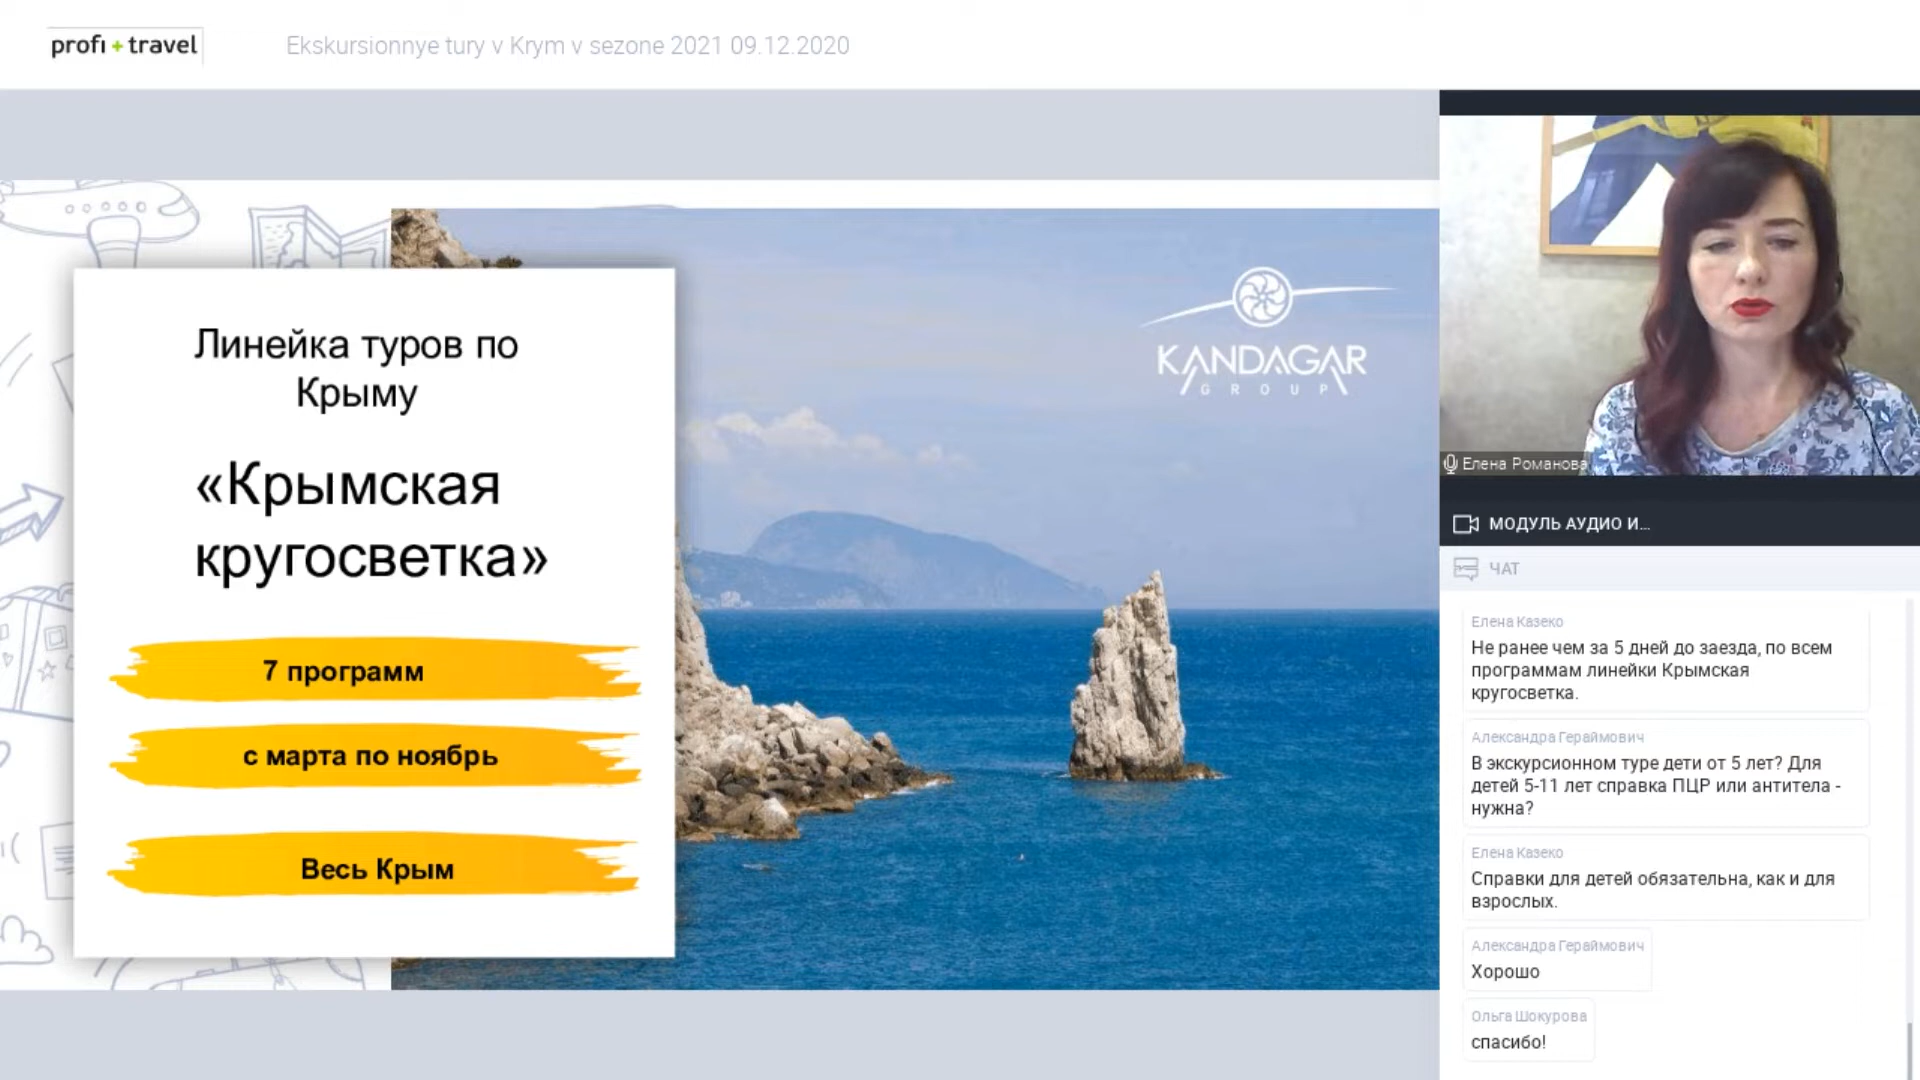 profi + travel
Ekskursionnye tury v Krym v sezone 2021 09.12.2020
Линейка туров по
Крыму
«Крымская
кругосветка»
7 программ
с марта по ноябрь
Весь Крым
KANDAGAR
GROUP
Елена Романова
МОДУЛЬ АУДИО И...
ЧАТ
Елена Казеко
Не ранее чем за 5 дней до заезда, по всем
программам линейки Крымская
кругосветка.
Александра Гераймович
В экскурсионном туре дети от 5 лет? Для
детей 5-11 лет справка ПЦР или антитела -
нужна?
Елена Казеко
Справки для детей обязательна, как и для
взрослых.
Александра Гераймович
Хорошо
Ольга Шокурова
спасибо!